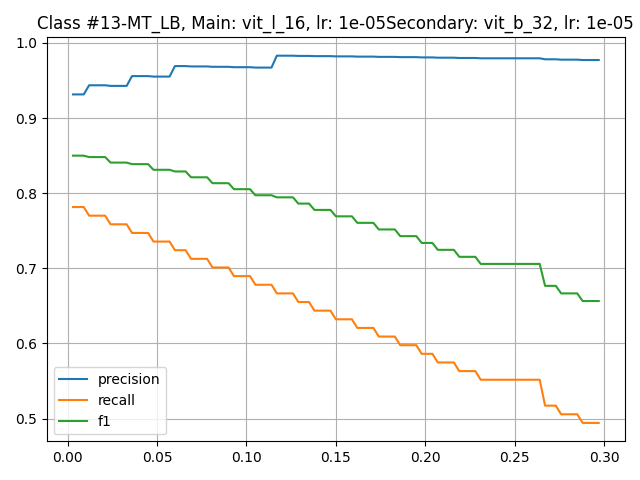 Class #13-MT_LB, Main: vit_l_16, lr: 1e-05Secondary: vit_b_32, lr: 1e-05
1.0
0.9
0.8
0.7
0.6
0.5
precision
recall
f1
0.00 0.05 0.10 0.15 0.20 0.25 0.30